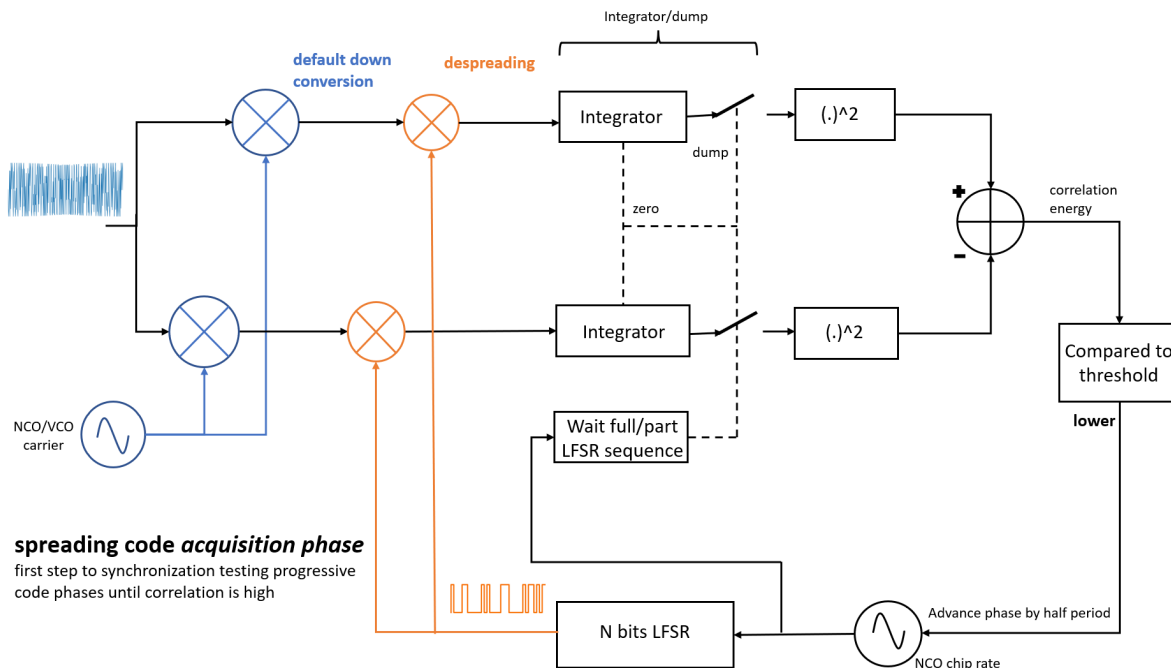 Integrator/dump
default down
conversion
despreading
Integrator
(.)^2
dump
zero
+
-
correlation
energy
Integrator
(.)^2
Compared to
threshold
lower
NCO/VCO
carrier
Wait full/part
LFSR sequence
spreading code acquisition phase
first step to synchronization testing progressive
code phases until correlation is high
N bits LFSR
Advance phase by half period
NCO chip rate